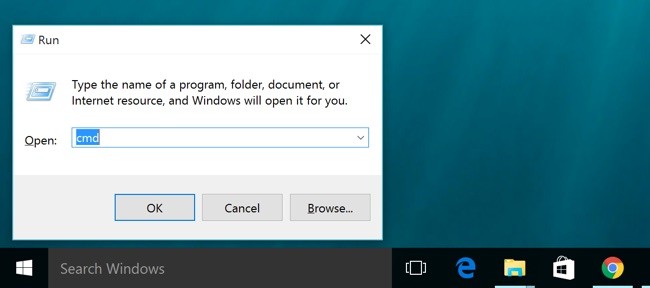 Run
Type the name of a program, folder, document, or
Internet resource, and Windows will open it for you.
Open: cmd
OK Cancel Browse...
Search Windows